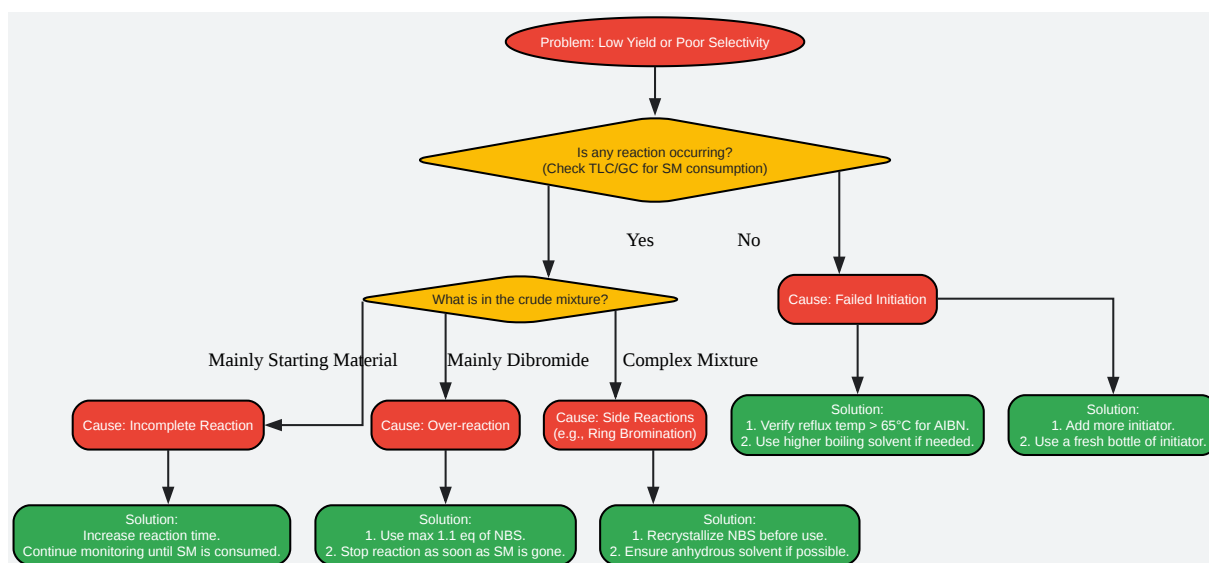 Problem: Low Yield or Poor Selectivity
Is any reaction occurring?
(Check TLC/GC for SM consumption)
Yes
No
What is in the crude mixture?
Cause: Failed Initiation
Mainly Starting Material
Mainly Dibromide
Complex Mixture
Cause: Incomplete Reaction
Cause: Over-reaction
Cause: Side Reactions
(e.g., Ring Bromination)
Solution:
1. Verify reflux temp > 65°C for AIBN.
2. Use higher boiling solvent if needed.
Solution:
1. Add more initiator.
2. Use a fresh bottle of initiator.
Solution:
Increase reaction time.
Continue monitoring until SM is consumed.
Solution:
1. Use max 1.1 eq of NBS.
2. Stop reaction as soon as SM is gone.
Solution:
1. Recrystallize NBS before use.
2. Ensure anhydrous solvent if possible.